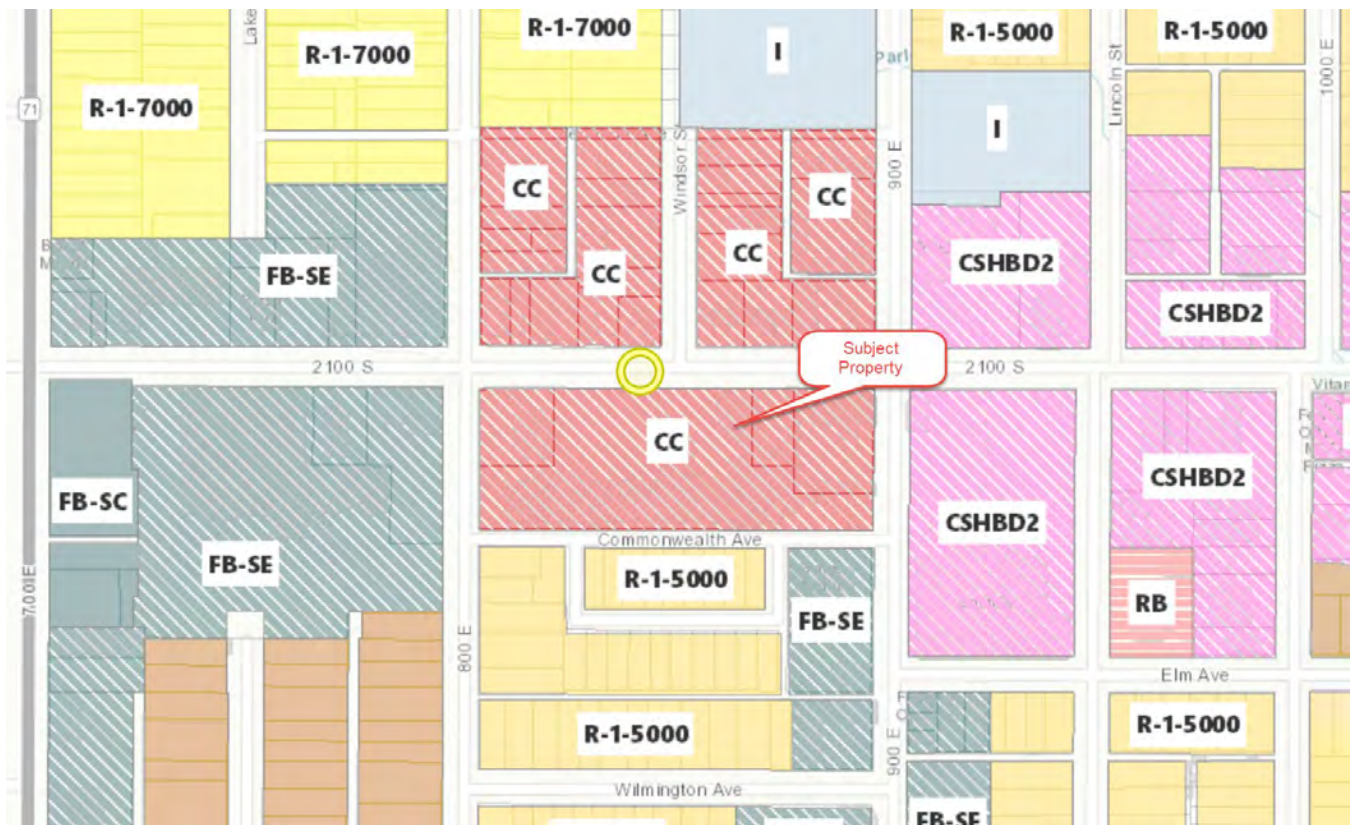 Lake
R-1-7000
R-1-7000
R-1-7000
I
R-1-5000
R-1-5000
Lincoln St
1000 E
71
I
CC
CC
CC
CC
Windsor S
900 E
FB-SE
CSHBD2
CSHBD2
Subject
Property
2100 S
2100 S
CC
CSHBD2
FB-SC
CSHBD2
Commonwealth Ave
FB-SE
R-1-5000
RB
FB-SE
700 E
800 E
Elm Ave
R-1-5000
R-1-5000
900 E
Wilmington Ave
FB-SE